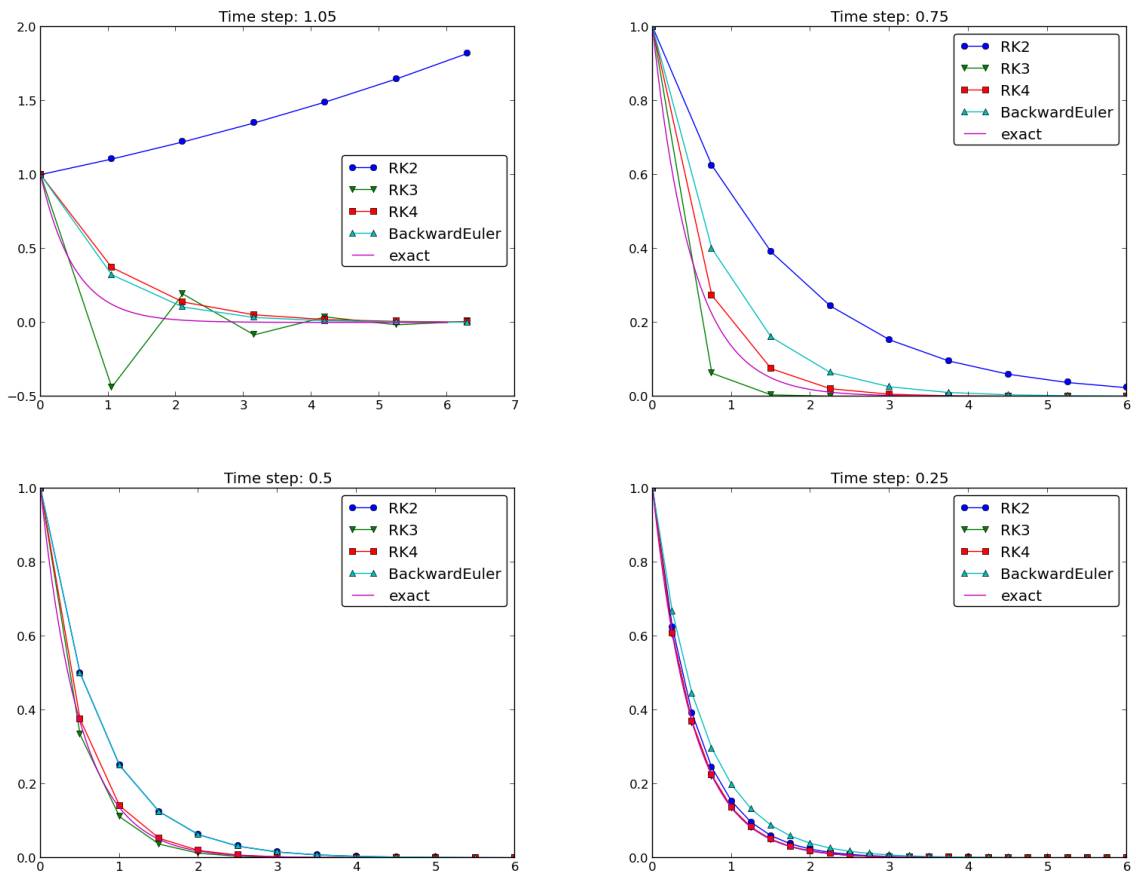 Time step: 1.05
2.0
1.5
1.0
0.5
0.0
−0.5
0 1 2 3 4 5 6 7
RK2
RK3
RK4
BackwardEuler
exact
Time step: 0.75
1.0
0.8
0.6
0.4
0.2
0.0
0 1 2 3 4 5 6
RK2
RK3
RK4
BackwardEuler
exact
Time step: 0.5
1.0
0.8
0.6
0.4
0.2
0.0
0 1 2 3 4 5 6
RK2
RK3
RK4
BackwardEuler
exact
Time step: 0.25
1.0
0.8
0.6
0.4
0.2
0.0
0 1 2 3 4 5 6
RK2
RK3
RK4
BackwardEuler
exact